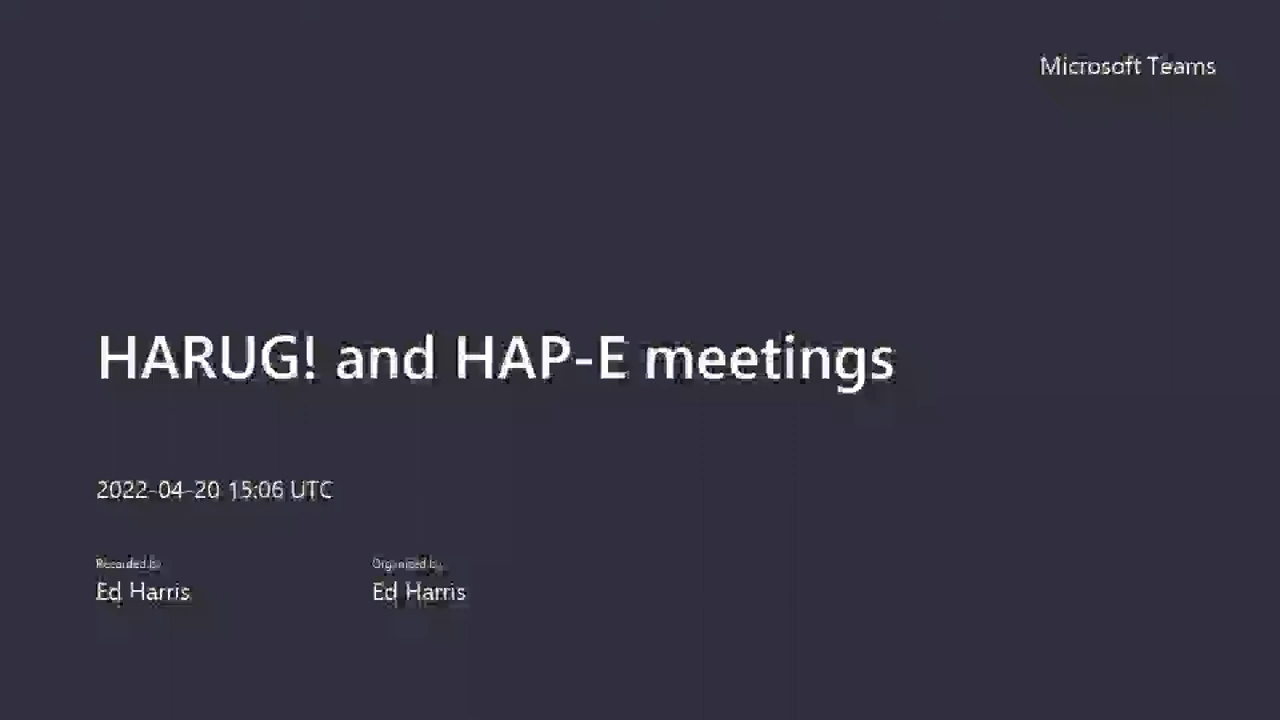 Microsoft Teams
HARUG! and HAP-E meetings
2022-04-20 15:06 UTC
Recorded by
Organized by
Ed Harris
Ed Harris